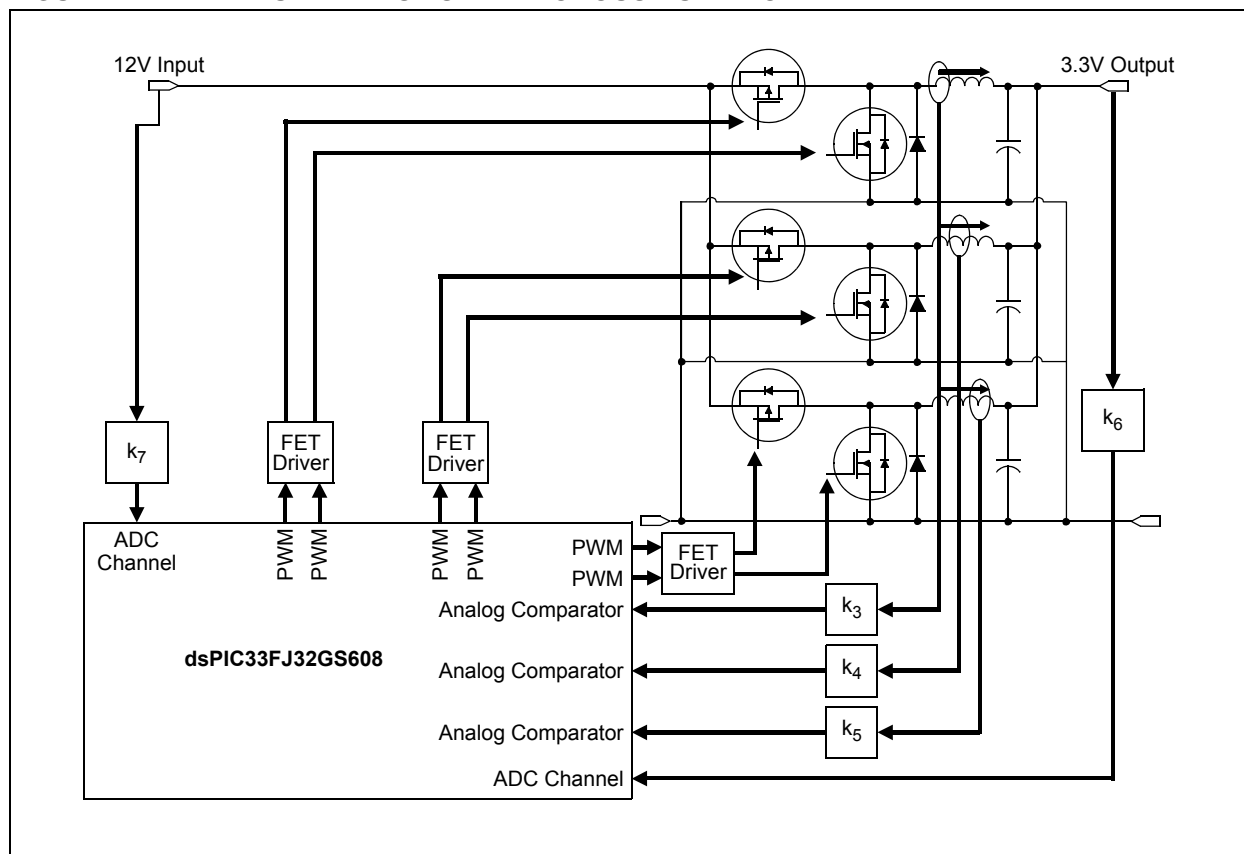 12V Input
3.3V Output
k7
FET
Driver
FET
Driver
k6
ADC
Channel
PWM
PWM
PWM
PWM
PWM
PWM
FET
Driver
Analog Comparator
k3
dsPIC33FJ32GS608
Analog Comparator
k4
Analog Comparator
k5
ADC Channel